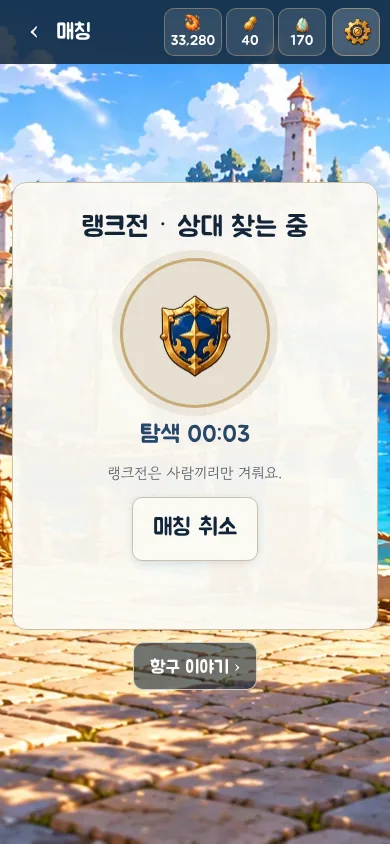 매칭
33,280
40
170
랭크전 · 상대 찾는 중
탐색 00:03
랭크전은 사람끼리만 겨뤄요.
매칭 취소
항구 이야기 ›